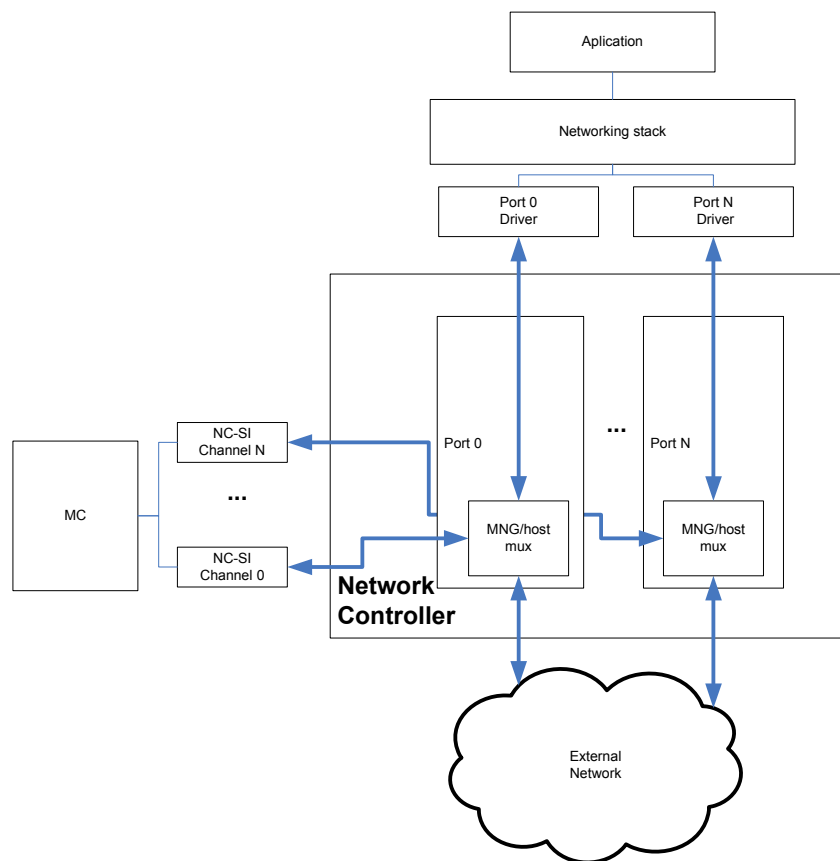 Aplication
Networking stack
Port 0
Driver
Port N
Driver
NC-SI
Channel N
Port 0
...
Port N
...
MC
MNG/host
mux
MNG/host
mux
NC-SI
Channel 0
Network
Controller
External
Network